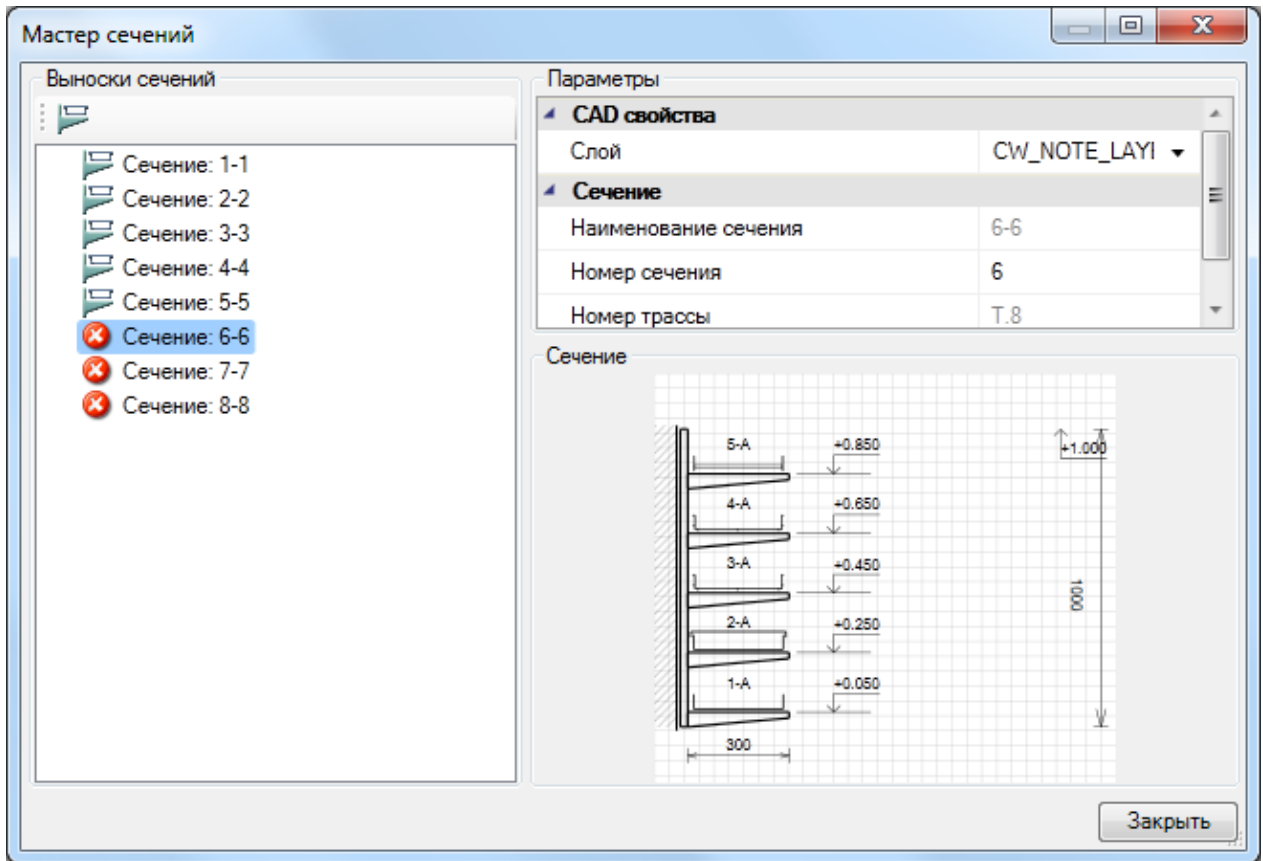 Мастер сечений
Выноски сечений
Сечение: 1-1
Сечение: 2-2
Сечение: 3-3
Сечение: 4-4
Сечение: 5-5
Сечение: 6-6
Сечение: 7-7
Сечение: 8-8
Параметры
CAD свойства
Слой CW_NOTE_LAYI
Сечение
Наименование сечения 6-6
Номер сечения 6
Номер трассы Т.8
Сечение
5-А +0.850 +1.000
4-А +0.650
3-А +0.450
1000
2-А +0.250
1-А +0.050
300
Закрыть